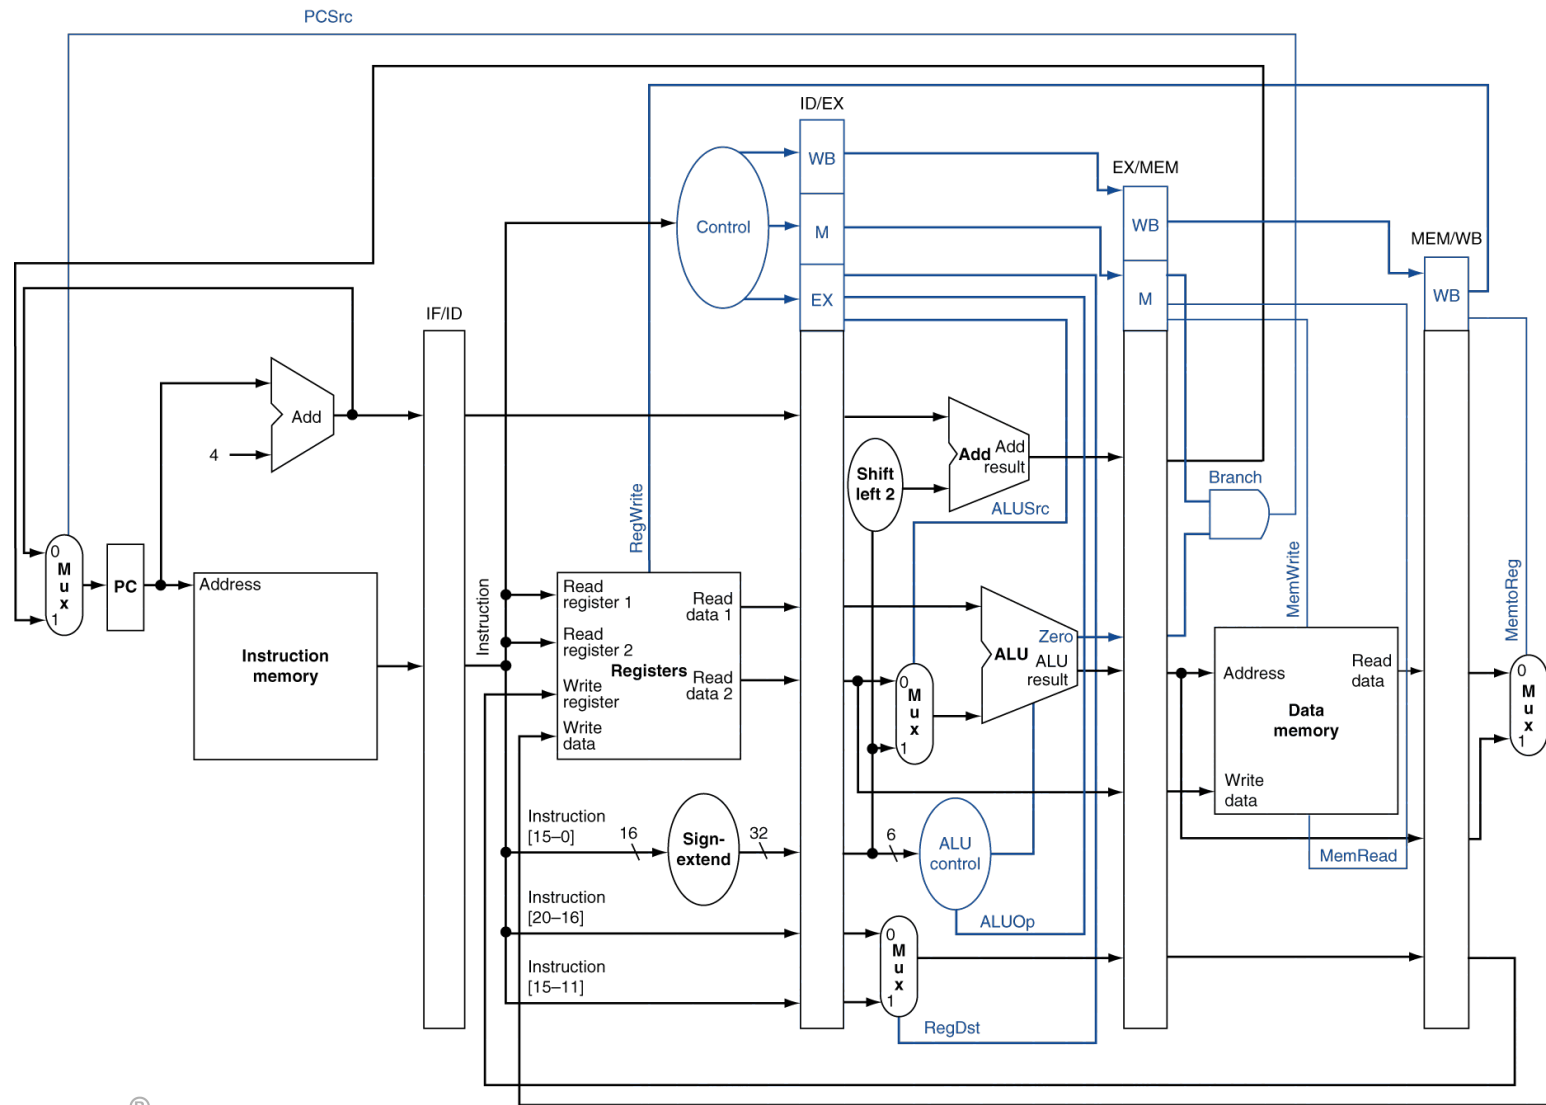 PCSrc
ID/EX
WB
Control
M
EX
EX/MEM
WB
M
MEM/WB
WB
IF/ID
Add
4
Add Add
result
Shift
left 2
ALUSrc
Branch
RegWrite
MemWrite
MemtoReg
0
M
u
x
1
PC
Address
Instruction
memory
Instruction
Read
register 1
Read
register 2
Write
register
Write
data
Registers
Read
data 1
Read
data 2
0
M
u
x
1
Zero
ALU
ALU
result
Address
Read
data
Data
memory
Write
data
0
M
u
x
1
MemRead
Instruction
[15–0]
16
Sign-
extend
32
6
ALU
control
ALUOp
Instruction
[20–16]
Instruction
[15–11]
0
M
u
x
1
RegDst
®